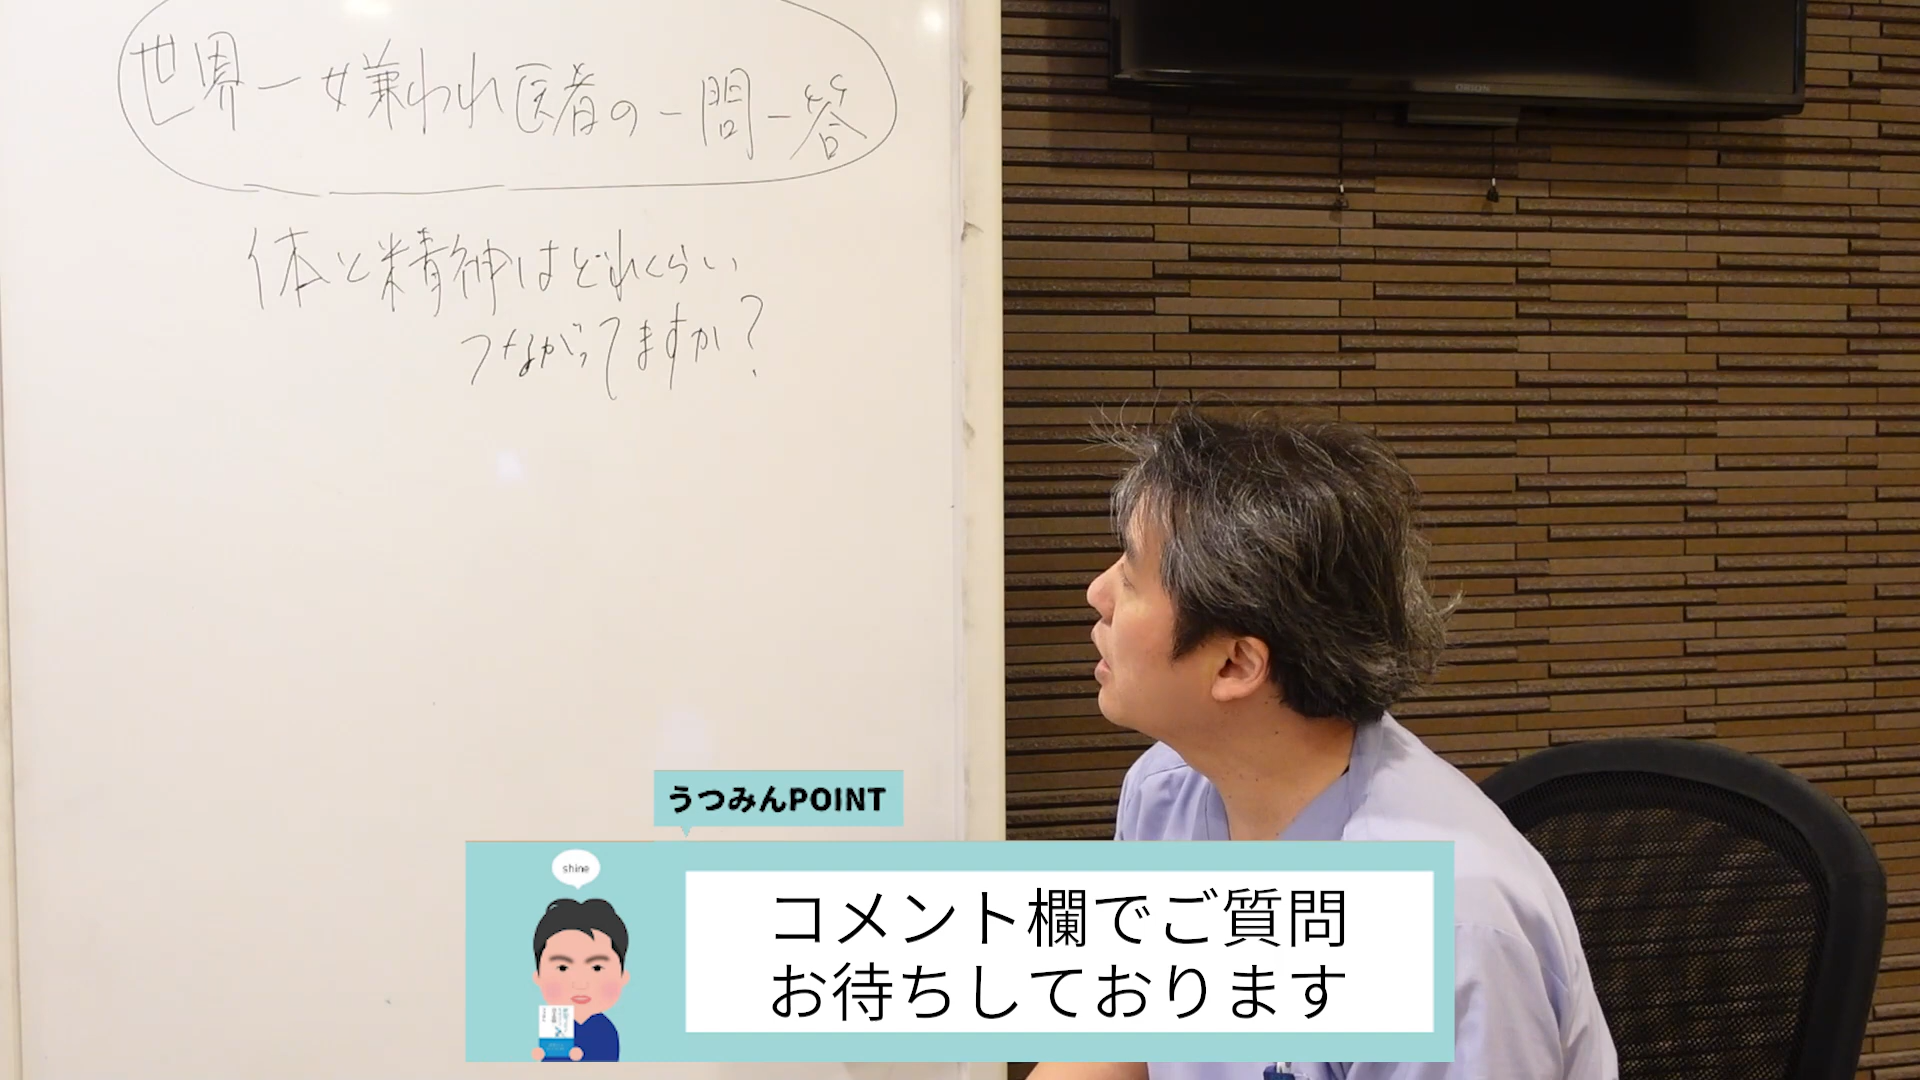 世界一嫌われ医者の一問一答
体と精神はどれくらい
つながってますか?
ORION
うつみんPOINT
shine
コメント欄でご質問
お待ちしております